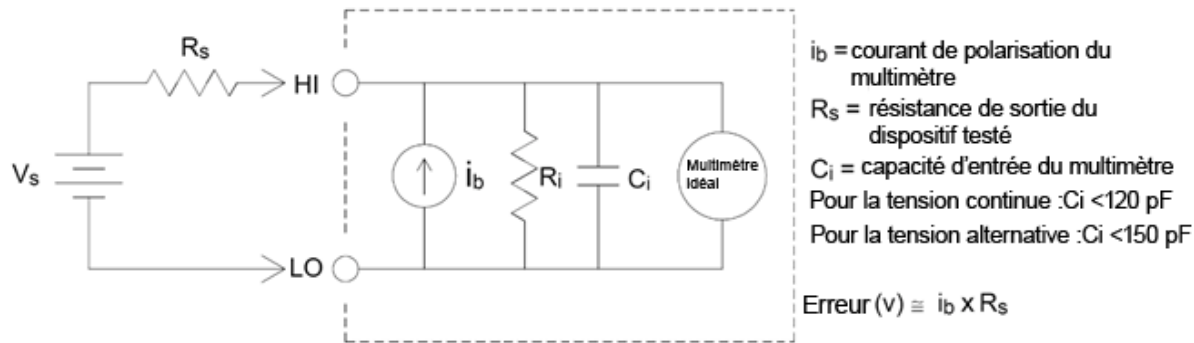 Rs
HI
Vs
ib
Ri
Ci
Multimètre
Idéal
LO
ib = courant de polarisation du
multimètre
Rs = résistance de sortie du
dispositif testé
Ci = capacité d'entrée du multimètre
Pour la tension continue :Ci <120 pF
Pour la tension alternative :Ci <150 pF
Erreur (v) ≅ ib x Rs